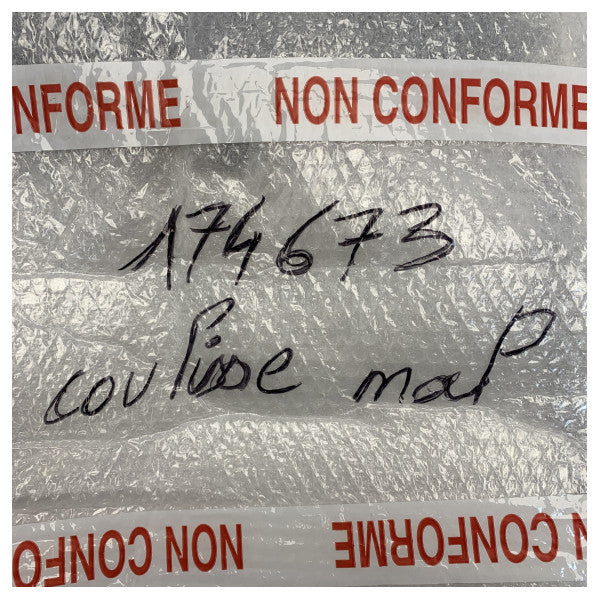 NFORME NON CONFORME
174673
coulisse mal
NON CONFO
NON CONFORME